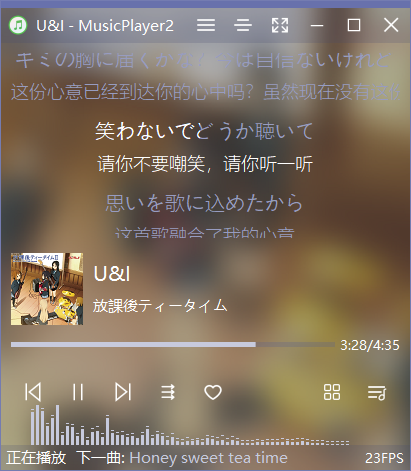 U&I - MusicPlayer2
キミの胸に届くかな?今は自信ないけれど
这份心意已经到达你的心中吗？虽然现在没有
笑わないでどうか聴いて
请你不要嘲笑，请你听一听
思いを歌に込めたから
这首歌融合了我的心意
放課後ティータイムII
U&I
放課後ティータイム
3:28/4:35
正在播放 下一曲: Honey sweet tea time
23FPS